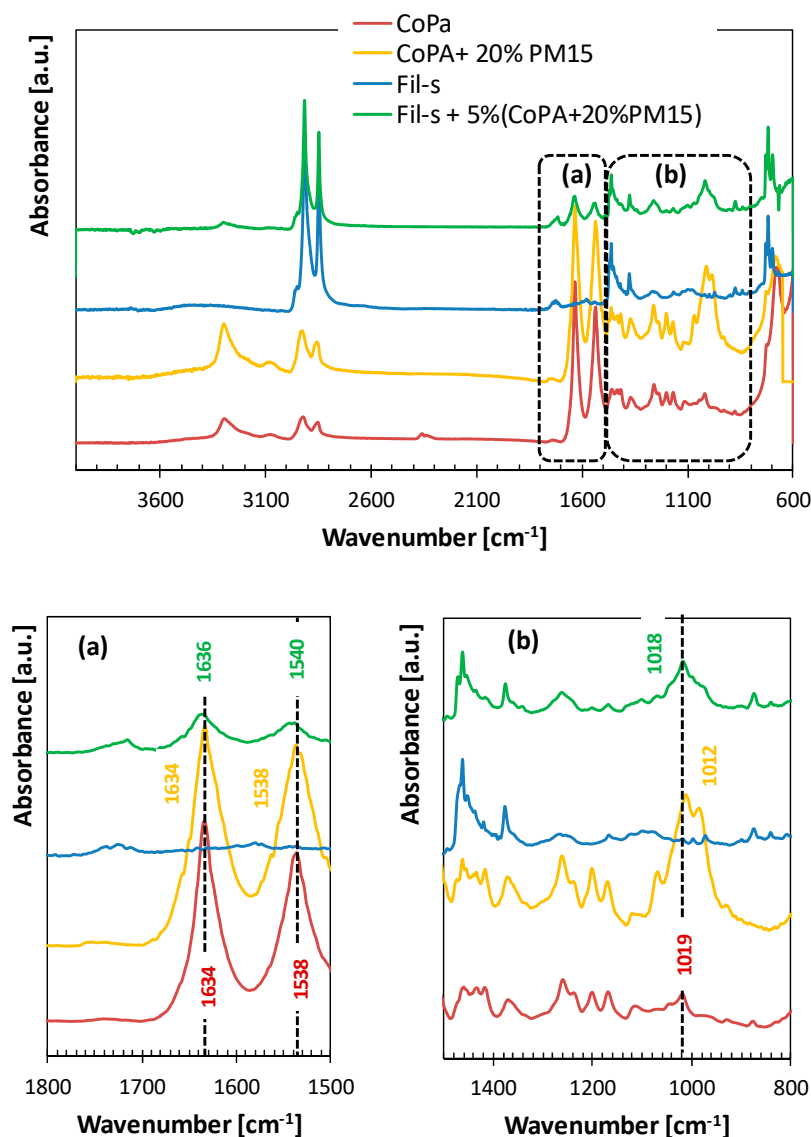 CoPa
CoPA+ 20% PM15
Fil-s
Fil-s + 5%(CoPA+20%PM15)
Absorbance [a.u.]
(a)
(b)
3600
3100
2600
2100
1600
1100
600
Wavenumber [cm⁻¹]
Absorbance [a.u.]
(a)
1636
1540
1634
1538
1634
1538
1800
1700
1600
1500
Wavenumber [cm⁻¹]
Absorbance [a.u.]
(b)
1018
1012
1019
1400
1200
1000
800
Wavenumber [cm⁻¹]